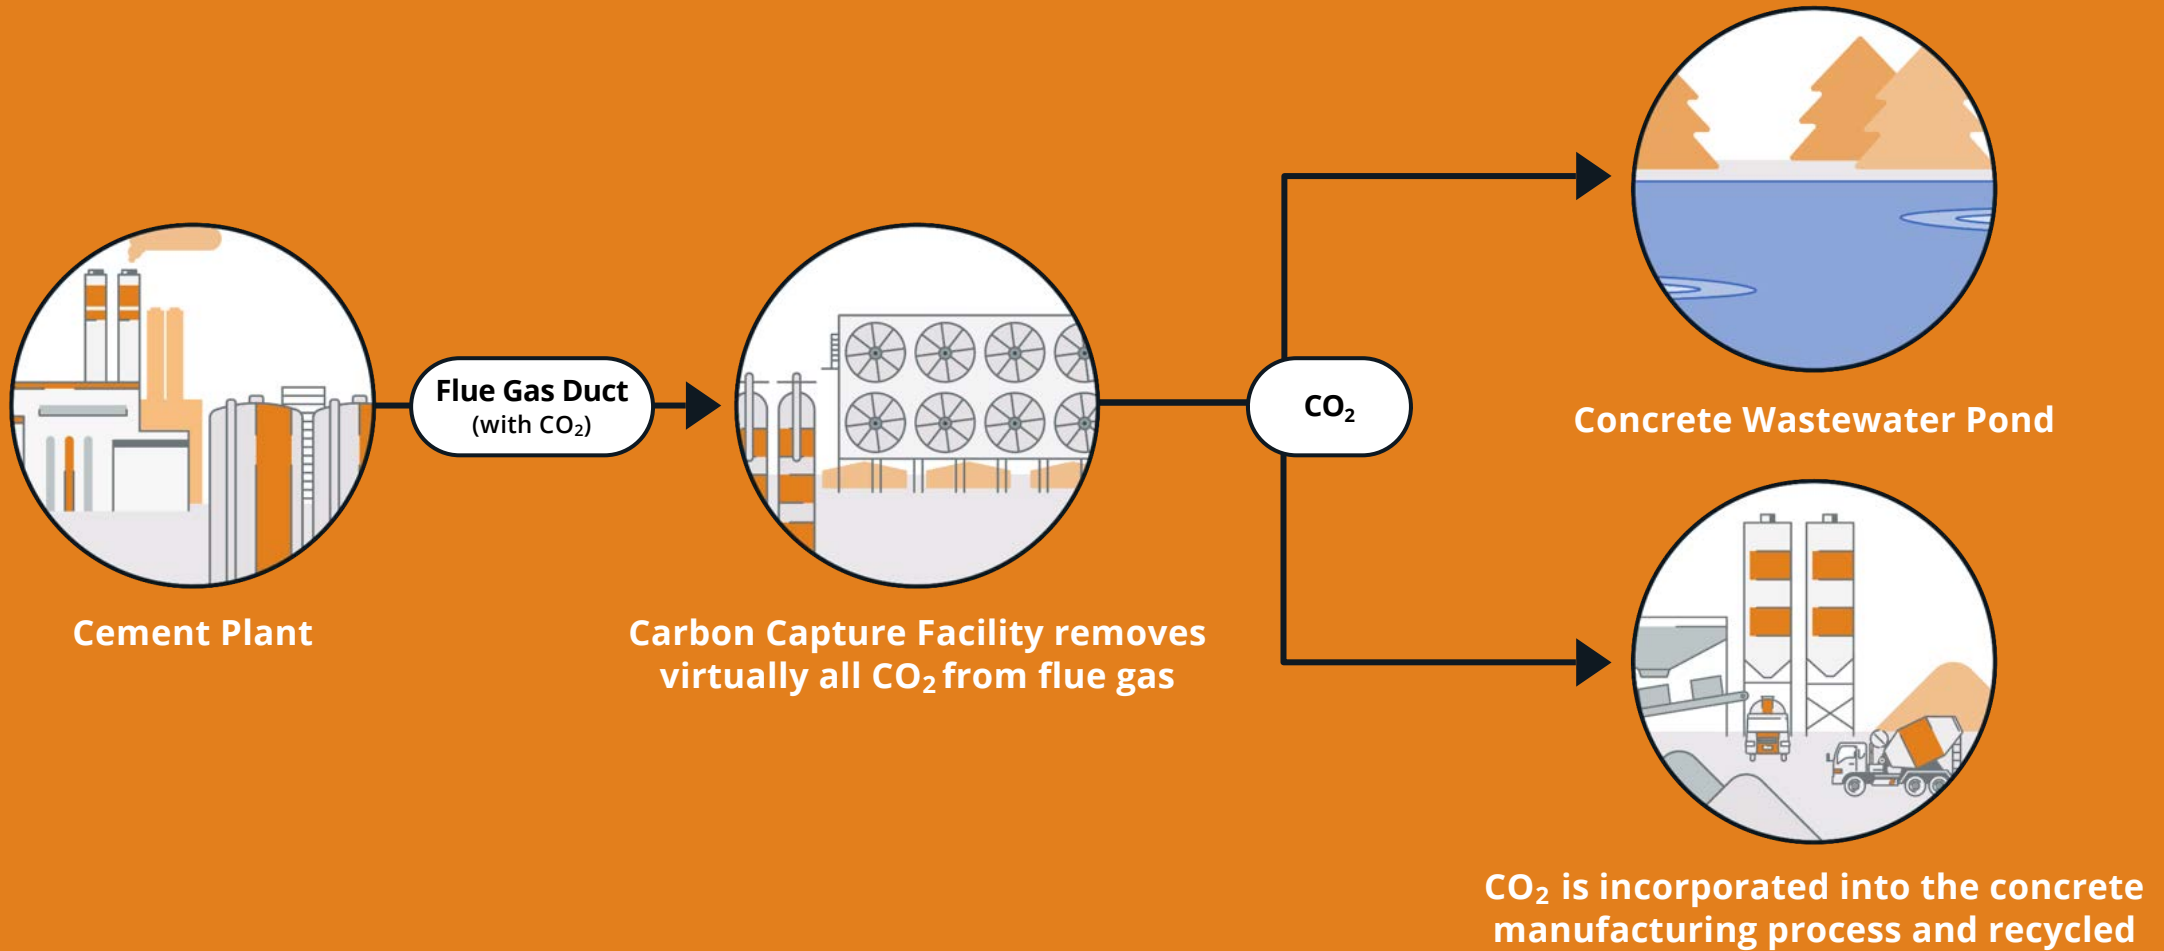 Cement Plant
Flue Gas Duct
(with CO₂)
Carbon Capture Facility removes
virtually all CO₂ from flue gas
CO₂
Concrete Wastewater Pond
CO₂ is incorporated into the concrete
manufacturing process and recycled